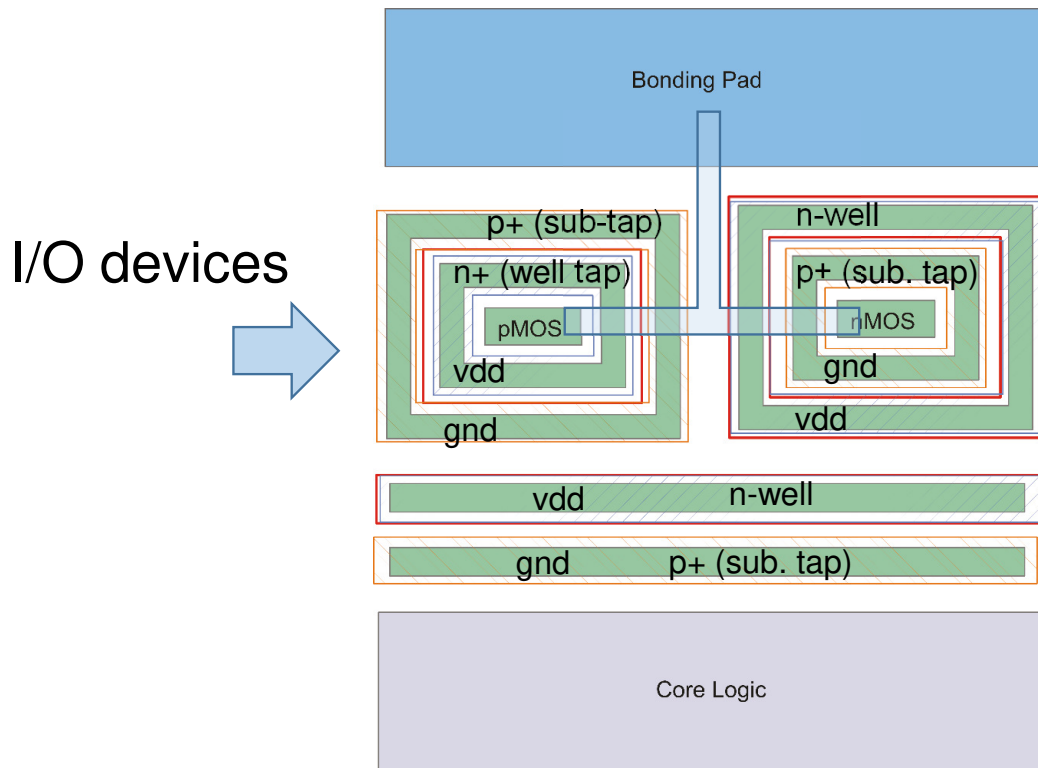 Bonding Pad
I/O devices
p+ (sub-tap)
n+ (well tap)
pMOS
vdd
gnd
n-well
p+ (sub. tap)
nMOS
gnd
vdd
vdd n-well
gnd p+ (sub. tap)
Core Logic